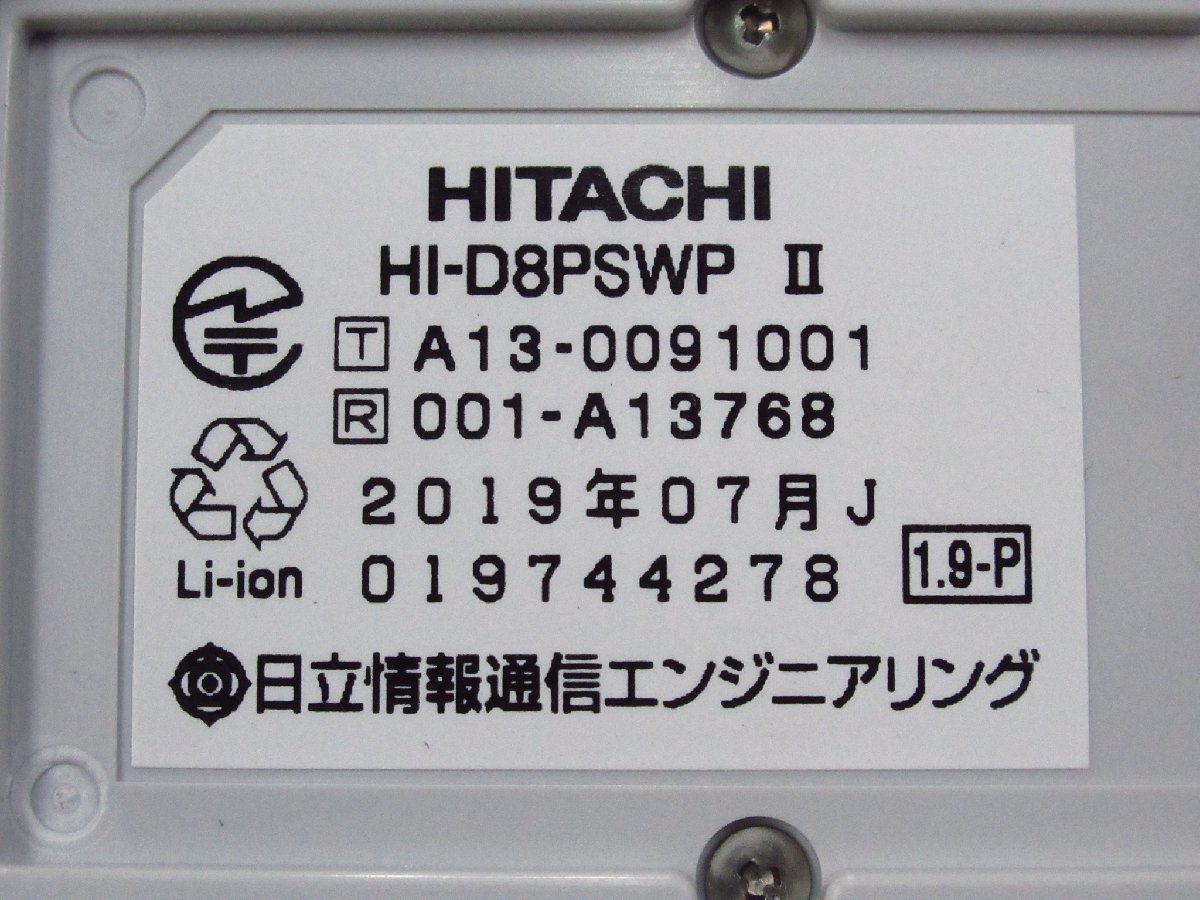 HITACHI
HI-D8PSWP II
T A13-0091001
R 001-A13768
2019年07月J
Li-ion 019744278 1.9-P
日立情報通信エンジニアリング